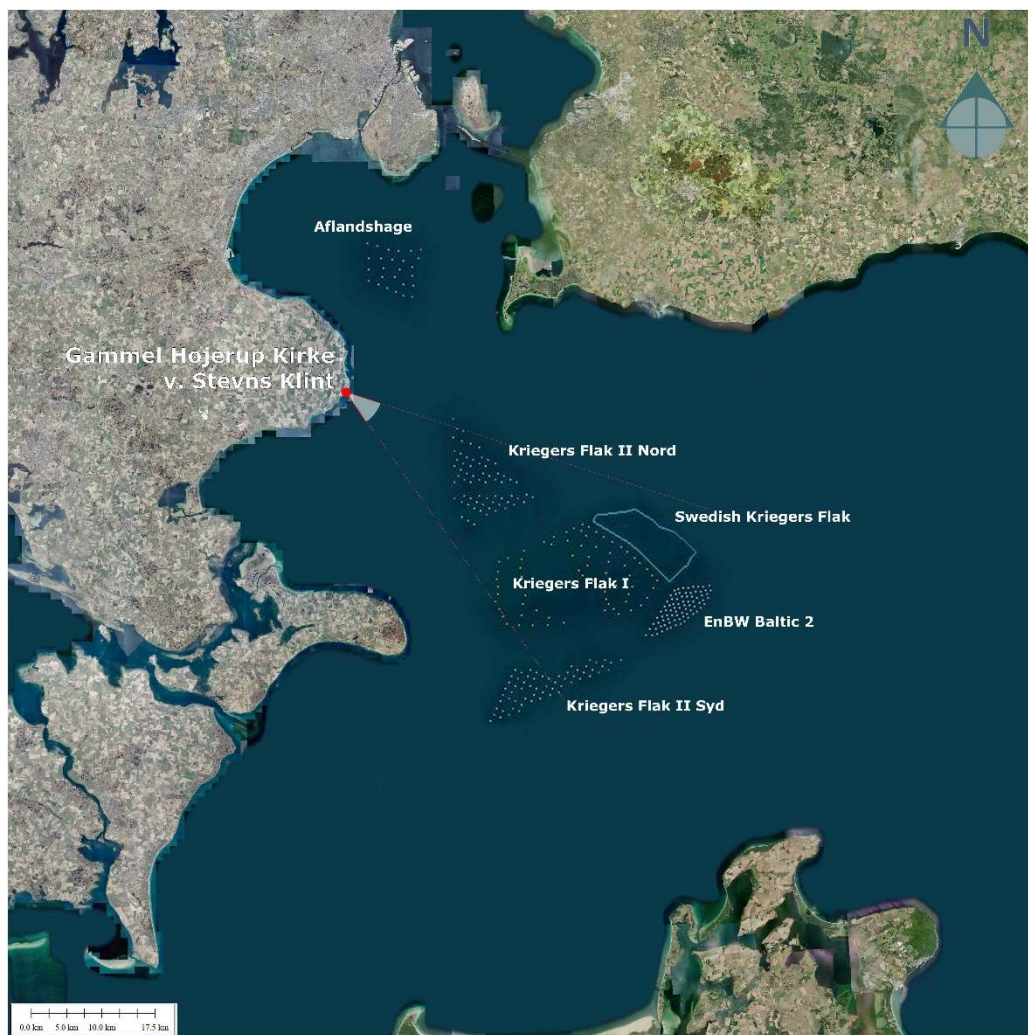 N
Aflandshage
Gammel Højerup Kirke
v. Stevns Klint
Kriegers Flak II Nord
Swedish Kriegers Flak
Kriegers Flak I
EnBW Baltic 2
Kriegers Flak II Syd
0.0 km 5.0 km 10.0 km 17.5 km